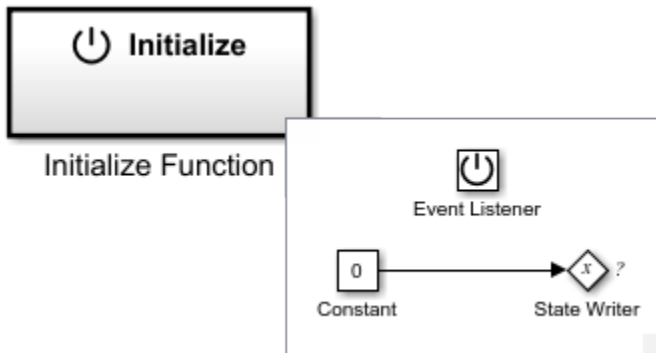 Initialize
Initialize Function
Event Listener
0
x ?
Constant
State Writer